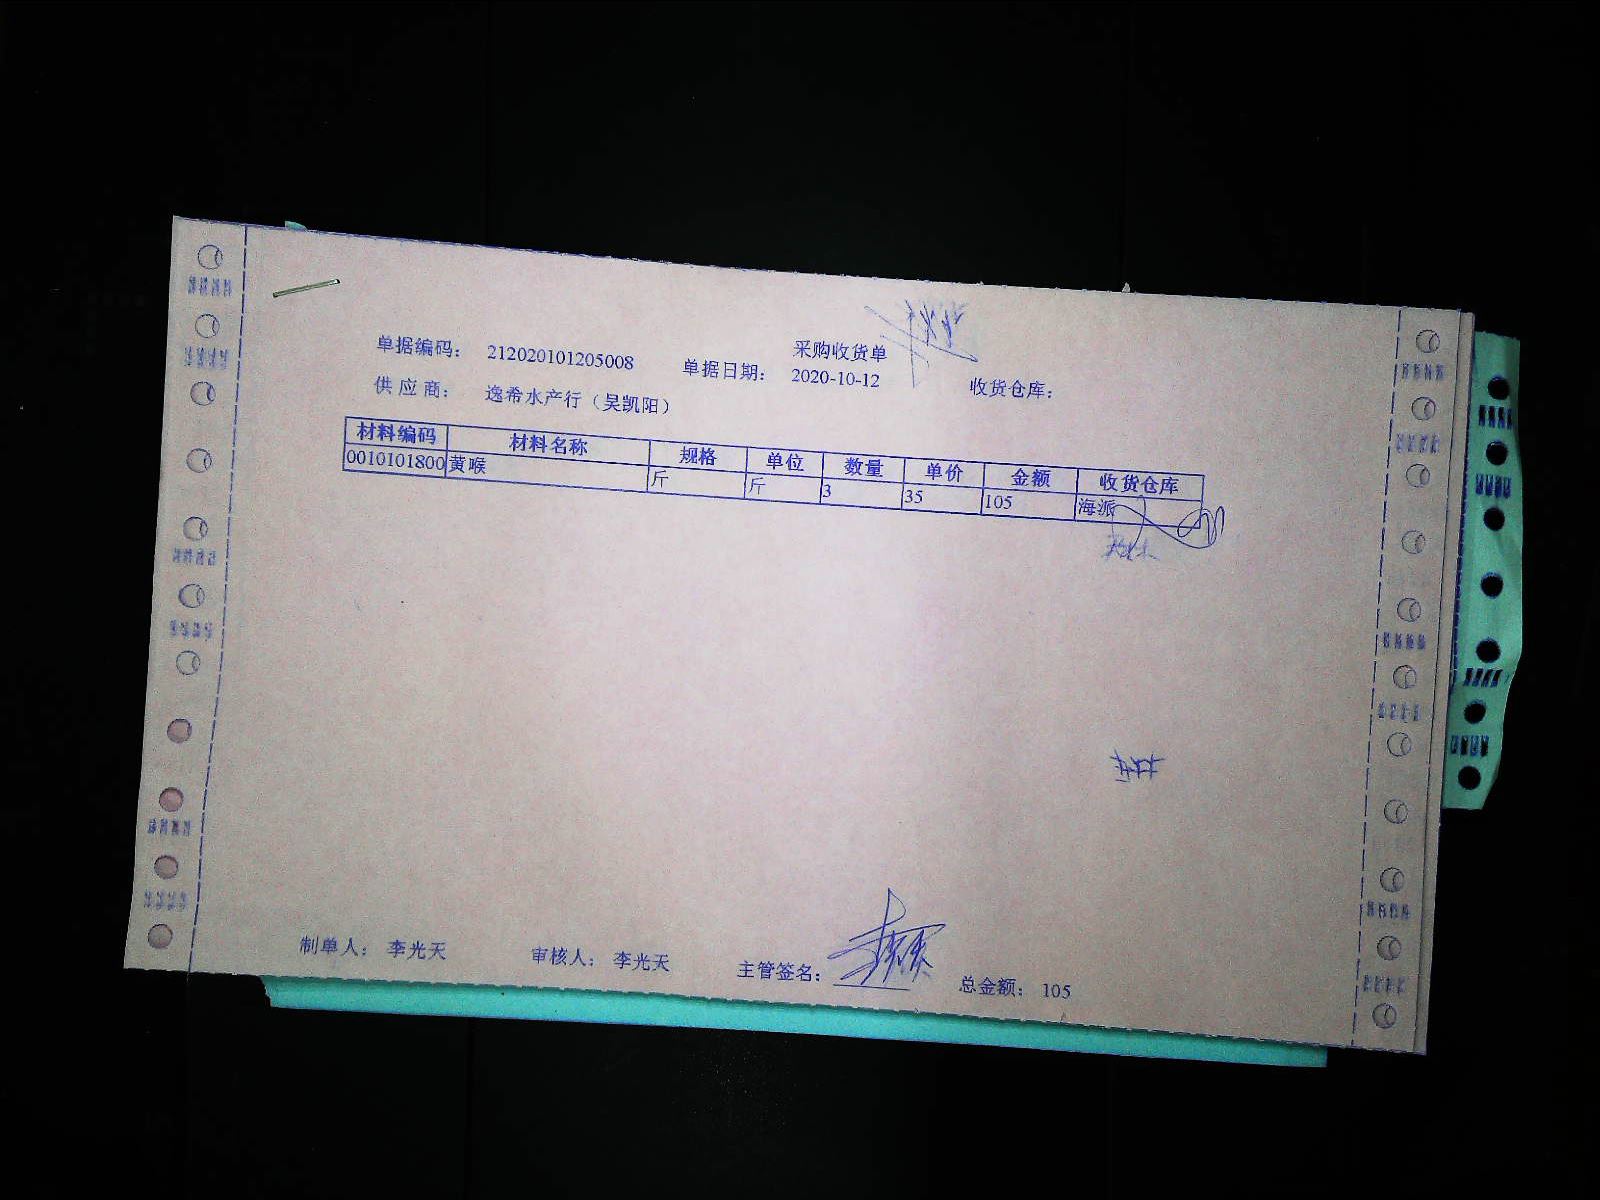 采购收货单
单据编码： 212020101205008 单据日期： 2020-10-12 收货仓库：
供应商： 逸希水产行（吴凯阳）
材料编码 材料名称 规格 单位 数量 单价 金额 收货仓库
0010101800 黄喉 斤 斤 3 35 105 海派
制单人： 李光天 审核人： 李光天 主管签名： 总金额： 105